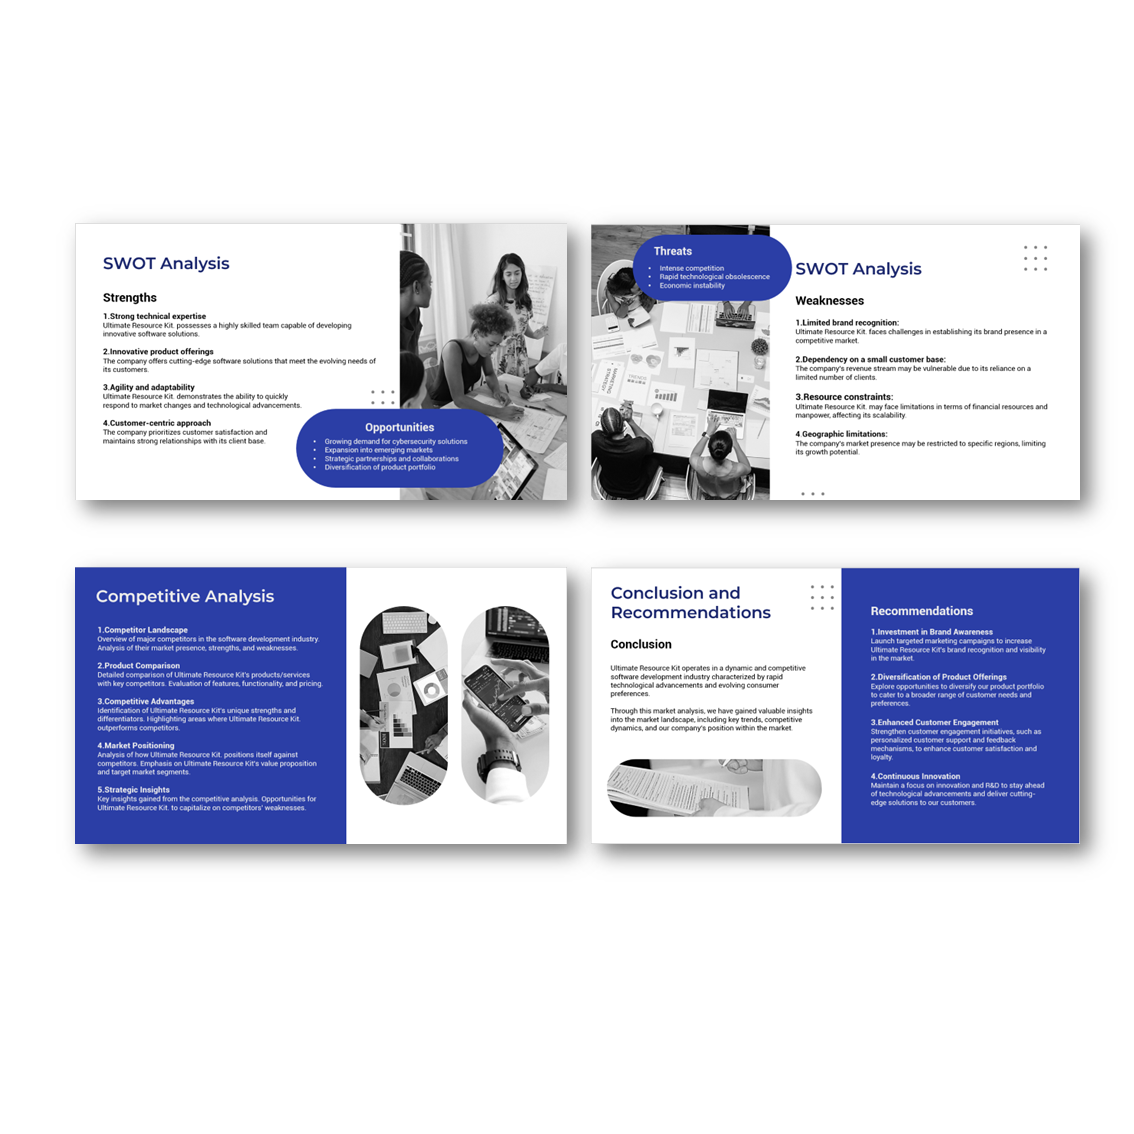 SWOT Analysis
Strengths
1.Strong technical expertise
Ultimate Resource Kit. possesses a highly skilled team capable of developing
innovative software solutions.
2.Innovative product offerings
The company offers cutting-edge software solutions that meet the evolving needs of
its customers.
3.Agility and adaptability
Ultimate Resource Kit. demonstrates the ability to quickly
respond to market changes and technological advancements.
4.Customer-centric approach
The company prioritizes customer satisfaction and
maintains strong relationships with its client base.
Opportunities
• Growing demand for cybersecurity solutions
• Expansion into emerging markets
• Strategic partnerships and collaborations
• Diversification of product portfolio
Threats
• Intense competition
• Rapid technological obsolescence
• Economic instability
SWOT Analysis
Weaknesses
1.Limited brand recognition:
Ultimate Resource Kit. faces challenges in establishing its brand presence in a
competitive market.
2.Dependency on a small customer base:
The company's revenue stream may be vulnerable due to its reliance on a
limited number of clients.
3.Resource constraints:
Ultimate Resource Kit. may face limitations in terms of financial resources and
manpower, affecting its scalability.
4.Geographic limitations:
The company's market presence may be restricted to specific regions, limiting
its growth potential.
Competitive Analysis
1.Competitor Landscape
Overview of major competitors in the software development industry.
Analysis of their market presence, strengths, and weaknesses.
2.Product Comparison
Detailed comparison of Ultimate Resource Kit's products/services
with key competitors. Evaluation of features, functionality, and pricing.
3.Competitive Advantages
Identification of Ultimate Resource Kit's unique strengths and
differentiators. Highlighting areas where Ultimate Resource Kit.
outperforms competitors.
4.Market Positioning
Analysis of how Ultimate Resource Kit. positions itself against
competitors. Emphasis on Ultimate Resource Kit's value proposition
and target market segments.
5.Strategic Insights
Key insights gained from the competitive analysis. Opportunities for
Ultimate Resource Kit. to capitalize on competitors' weaknesses.
Conclusion and
Recommendations
Conclusion
Ultimate Resource Kit operates in a dynamic and competitive
software development industry characterized by rapid
technological advancements and evolving consumer
preferences.
Through this market analysis, we have gained valuable insights
into the market landscape, including key trends, competitive
dynamics, and our company's position within the market.
Recommendations
1.Investment in Brand Awareness
Launch targeted marketing campaigns to increase
Ultimate Resource Kit's brand recognition and visibility
in the market.
2.Diversification of Product Offerings
Explore opportunities to diversify our product portfolio
to cater to a broader range of customer needs and
preferences.
3.Enhanced Customer Engagement
Strengthen customer engagement initiatives, such as
personalized customer support and feedback
mechanisms, to enhance customer satisfaction and
loyalty.
4.Continuous Innovation
Maintain a focus on innovation and R&D to stay ahead
of technological advancements and deliver cutting-
edge solutions to our customers.